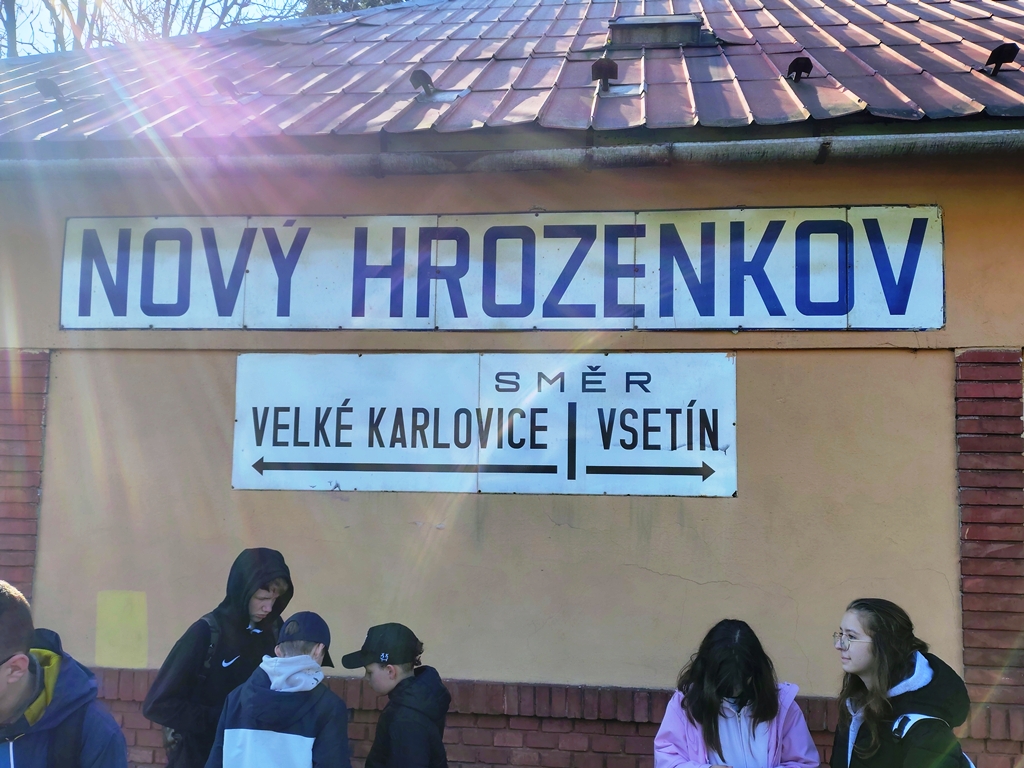 NOVÝ HROZENKOV
SMĚR
VELKÉ KARLOVICE | VSETÍN